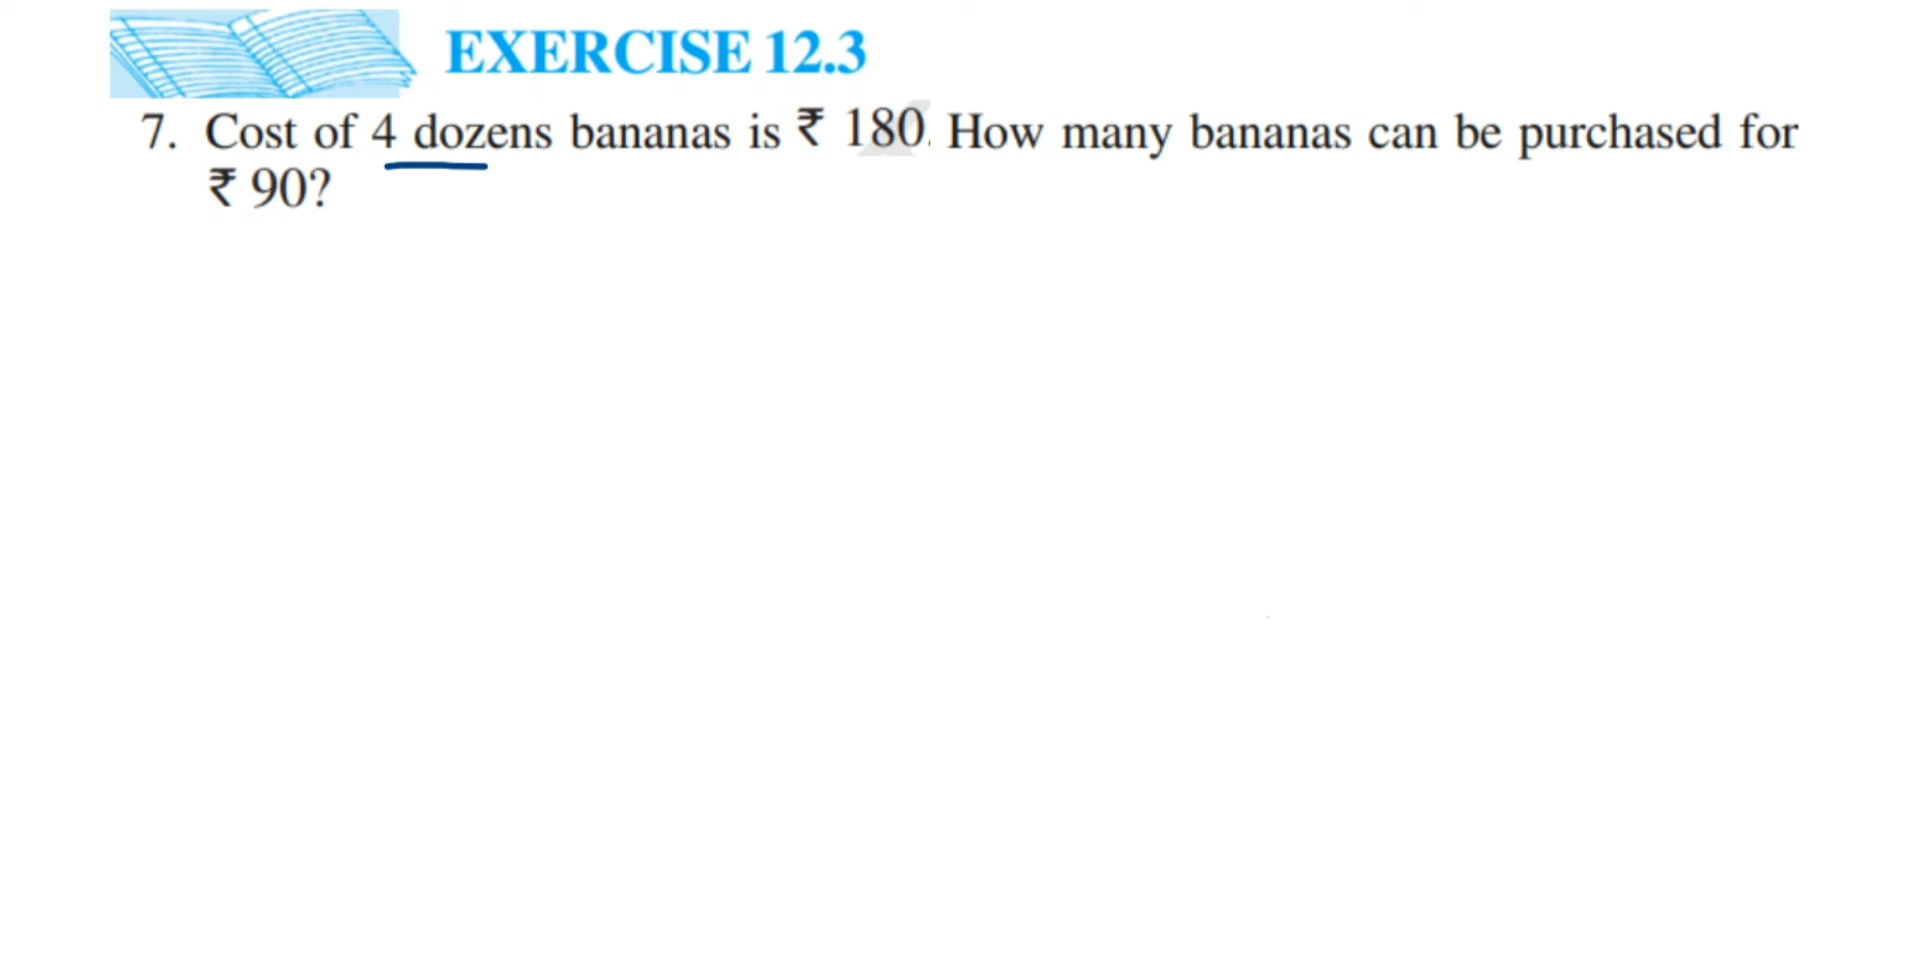 EXERCISE 12.3
7. Cost of 4 dozens bananas is ₹ 180. How many bananas can be purchased for
₹ 90?